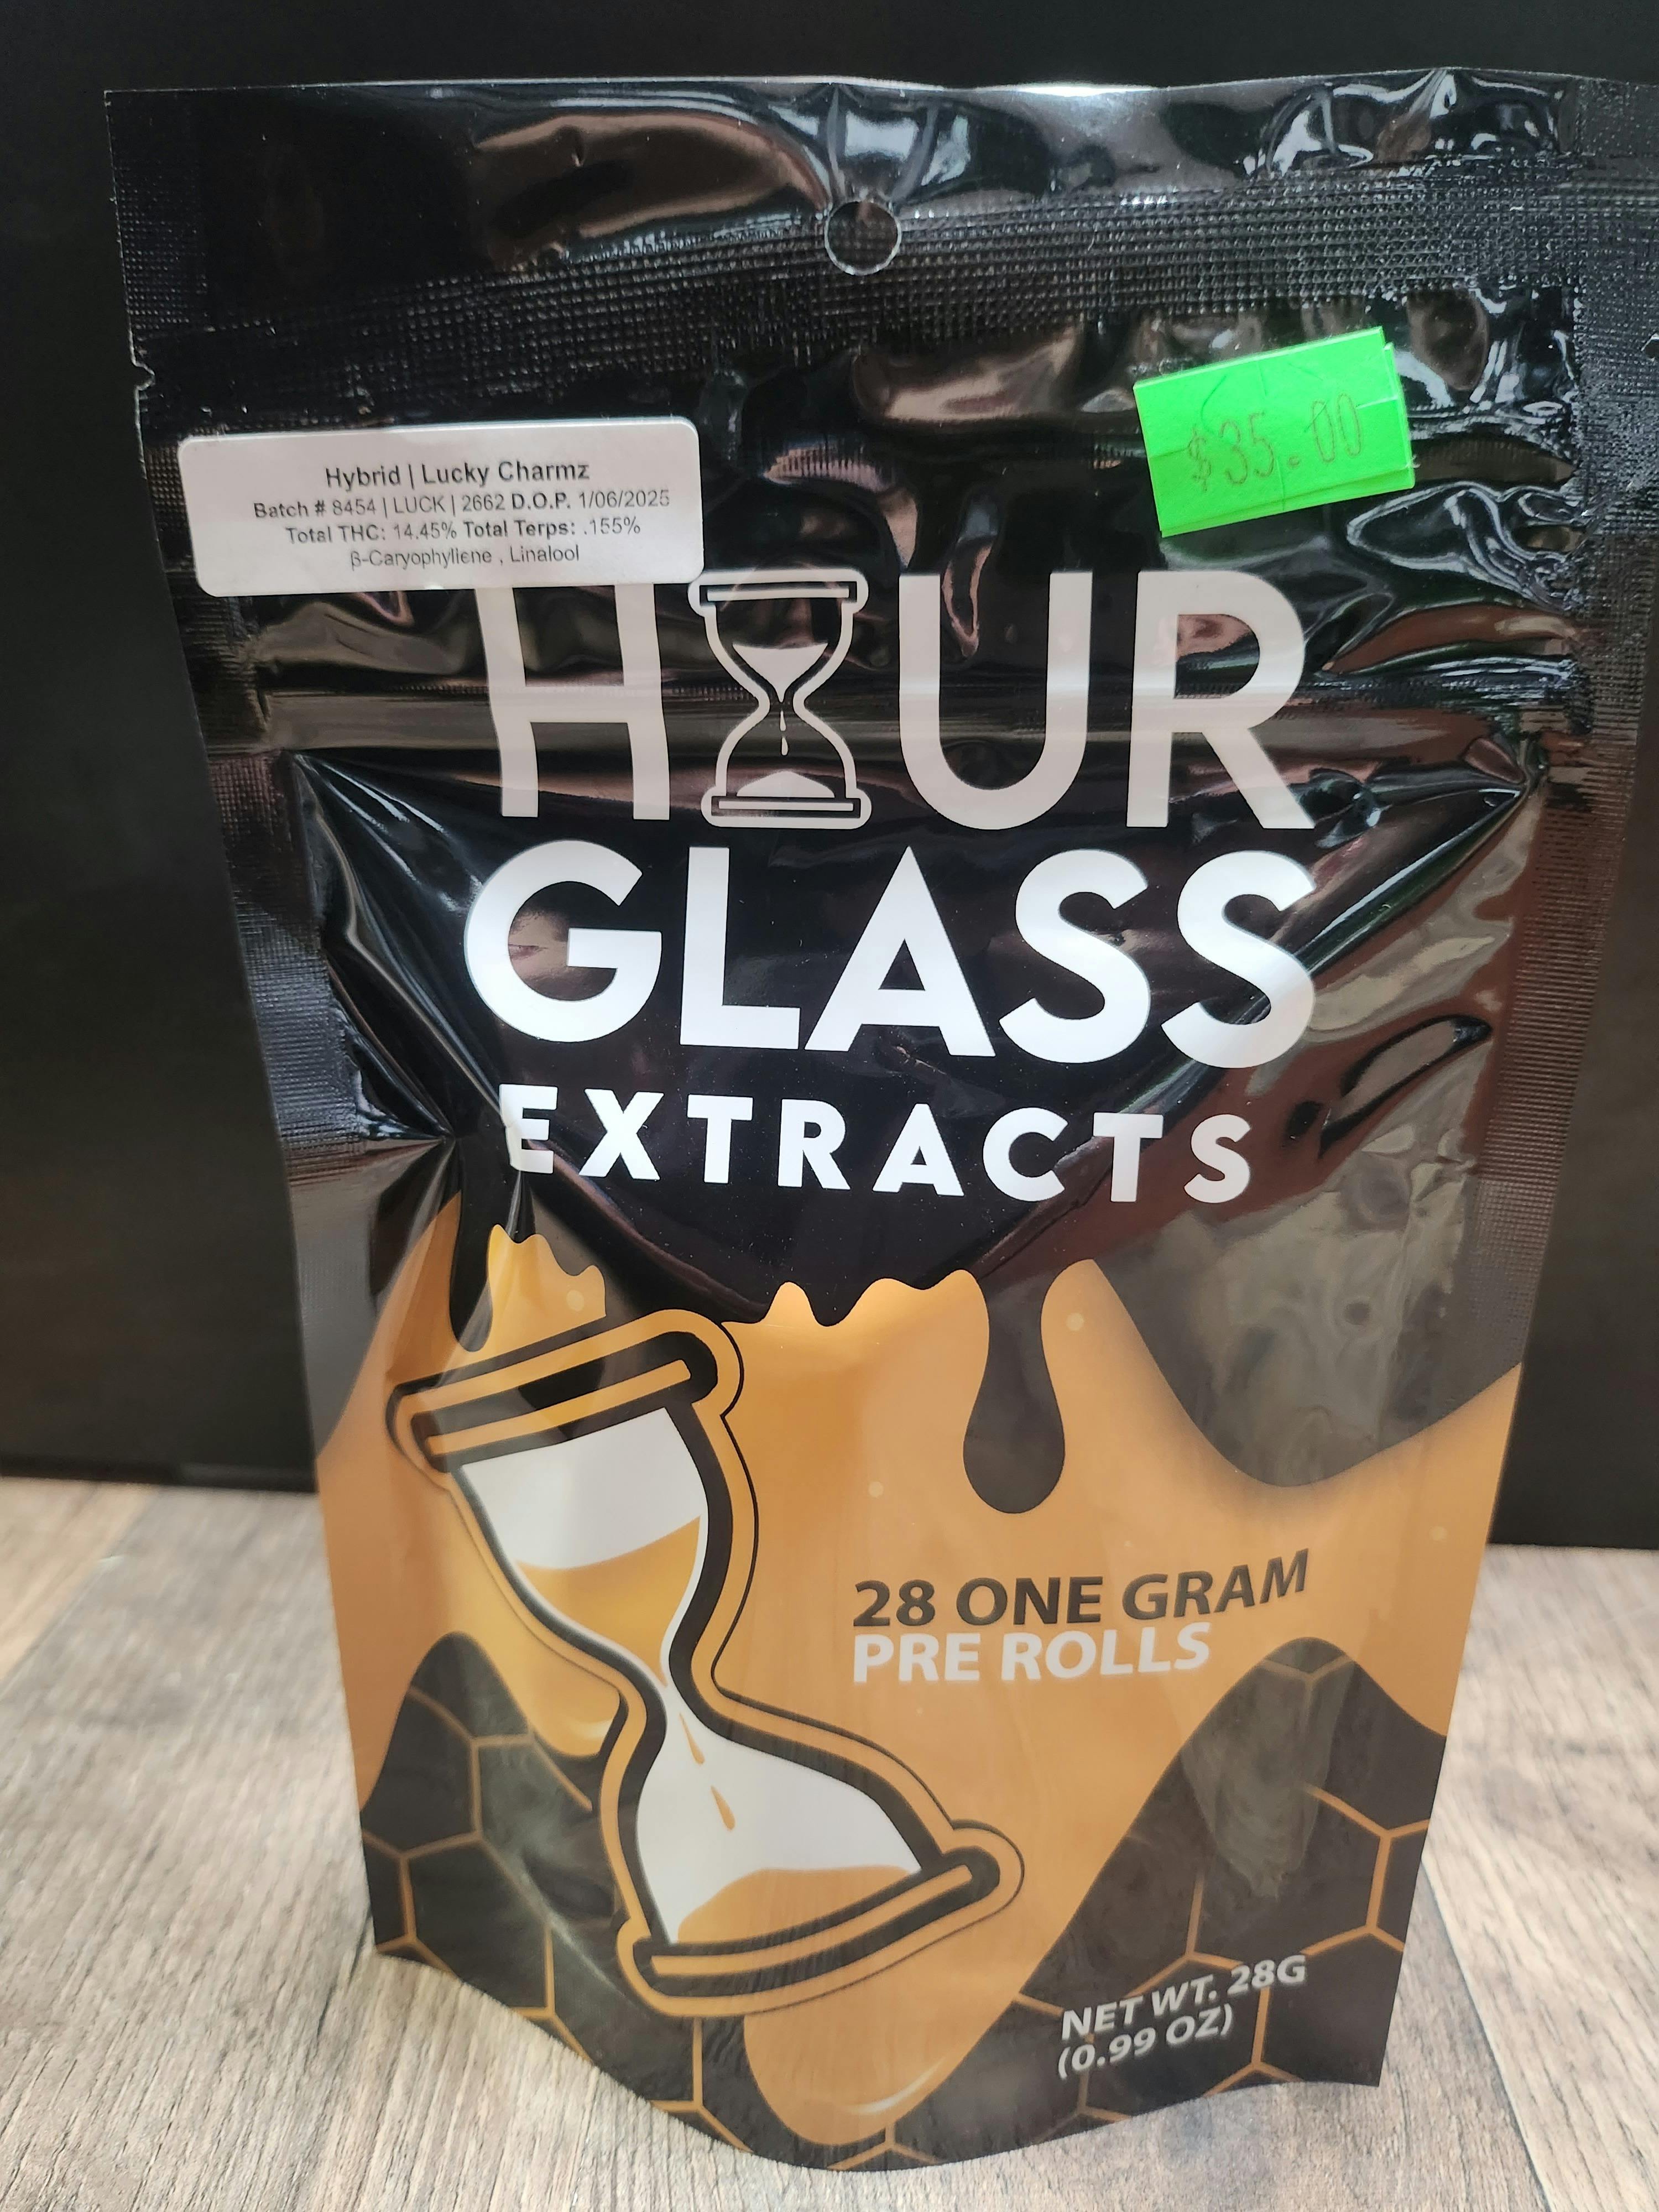 $35.00
Hybrid | Lucky Charmz
Batch # 8454 | LUCK | 2662 D.O.P. 1/06/2025
Total THC: 14.45% Total Terps: .155%
β-Caryophyllene , Linalool
HOUR
GLASS
EXTRACTS
28 ONE GRAM
PRE ROLLS
NET WT. 28G
(0.99 OZ)